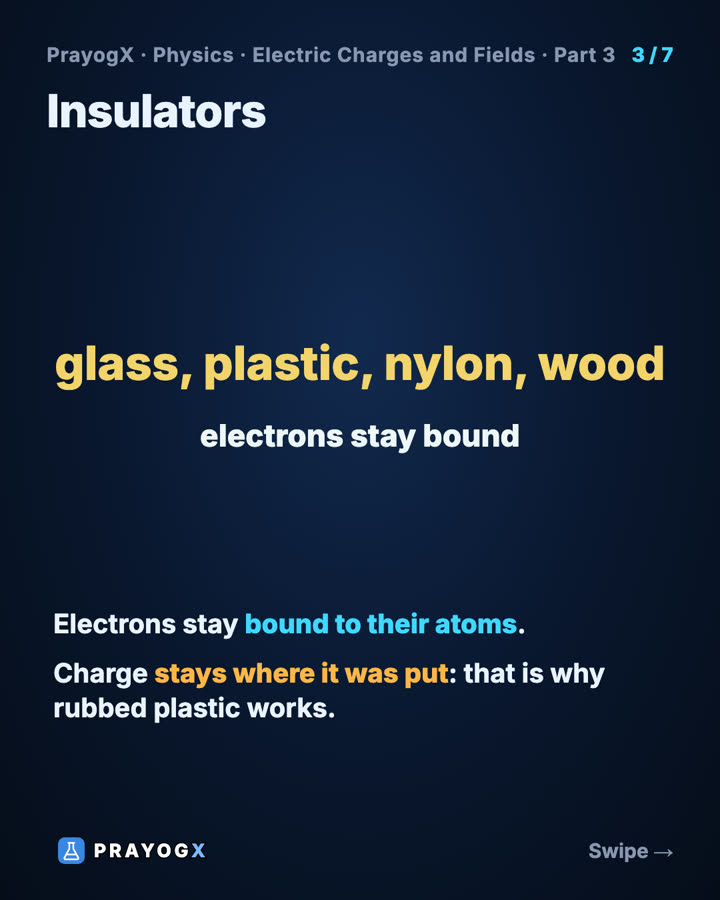 PrayogX · Physics · Electric Charges and Fields · Part 3 3 / 7
Insulators
glass, plastic, nylon, wood
electrons stay bound
Electrons stay bound to their atoms.
Charge stays where it was put: that is why
rubbed plastic works.
PRAYOGX
Swipe →